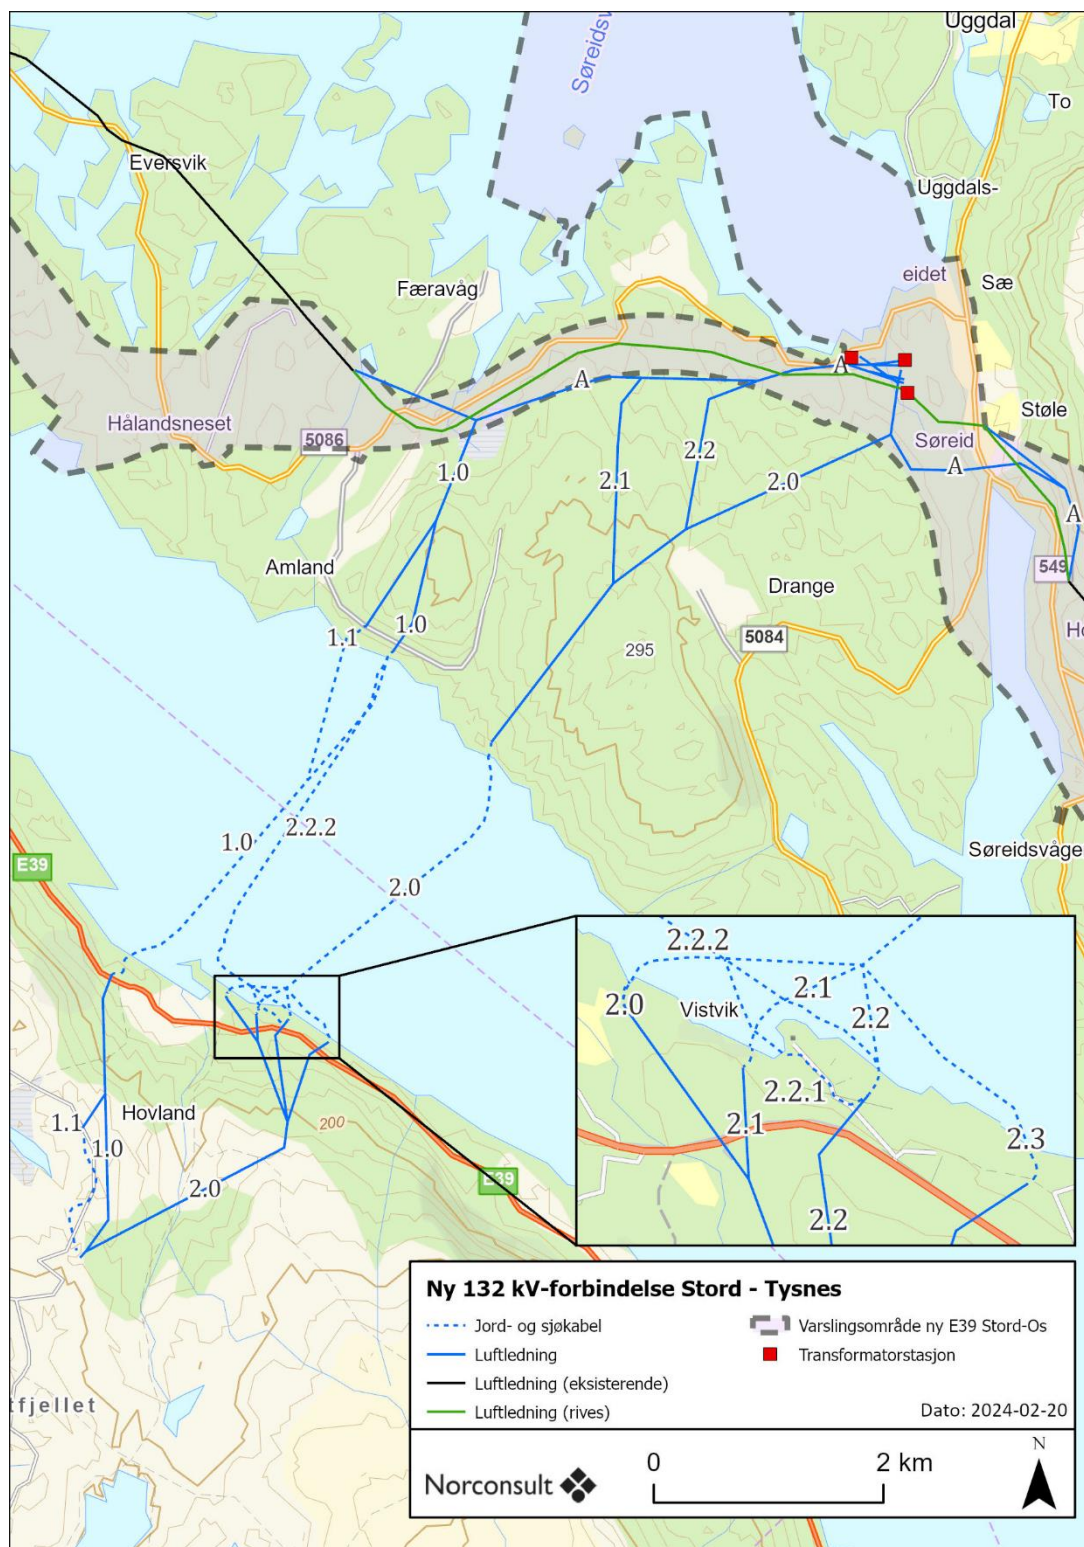 Uggdal
Søreidsv
To
Eversvik
Uggdals-
eidet
Sæ
Færavåg
A
A
Hålandsneset
5086
Støle
Søreid
1.0
2.1
2.2
2.0
A
A
Amland
549
Drange
1.1
1.0
5084
Ho
295
1.0
2.2.2
E39
2.0
Søreidsvåge
2.2.2
2.0
Vistvik
2.1
2.2
2.2.1
2.1
2.3
2.2
1.1
Hovland
200
1.0
E39
2.0
tfjellet
Ny 132 kV-forbindelse Stord - Tysnes
Jord- og sjøkabel
Varslingsområde ny E39 Stord-Os
Luftledning
Transformatorstasjon
Luftledning (eksisterende)
Luftledning (rives)
Dato: 2024-02-20
Norconsult
0
2 km
N